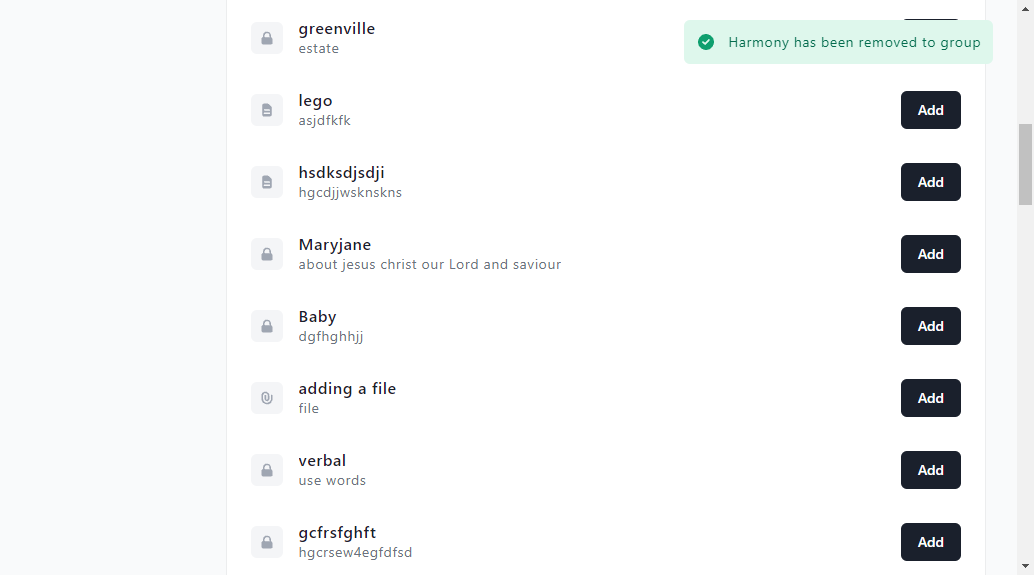 greenville
estate
Harmony has been removed to group
lego
asjdfkfk
Add
hsdksdjsdji
hgcdjjwsknskns
Add
Maryjane
about jesus christ our Lord and saviour
Add
Baby
dgfhghhjj
Add
adding a file
file
Add
verbal
use words
Add
gcfrsfghft
hgcrsew4egfdfsd
Add